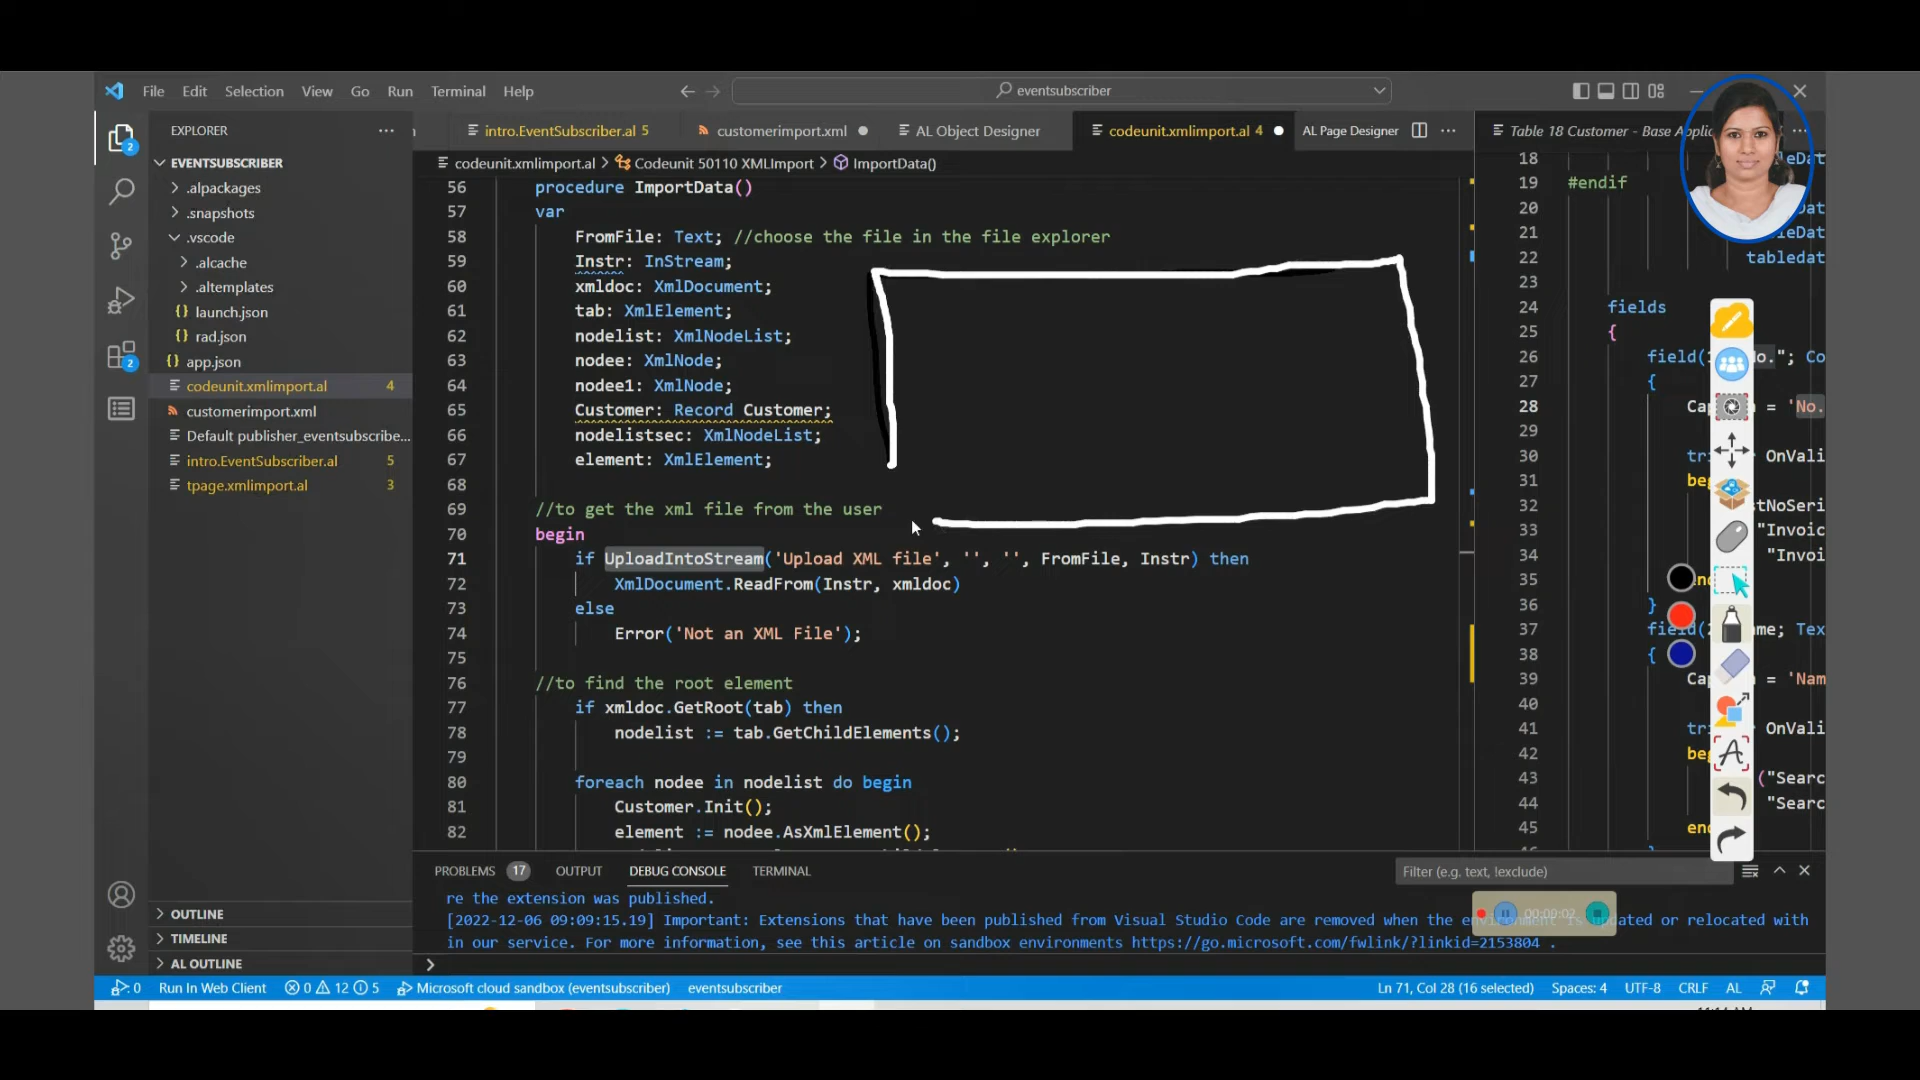 File Edit Selection View Go Run Terminal Help
eventsubscriber
EXPLORER
EVENTSUBSCRIBER
.alpackages
.snapshots
.vscode
.alcache
.altemplates
launch.json
rad.json
app.json
codeunit.xmlimport.al 4
customerimport.xml
Default publisher_eventsubscribe...
intro.EventSubscriber.al 5
tpage.xmlimport.al 3
OUTLINE
TIMELINE
AL OUTLINE
intro.EventSubscriber.al 5 customerimport.xml AL Object Designer codeunit.xmlimport.al 4 AL Page Designer
codeunit.xmlimport.al > Codeunit 50110 XMLImport > ImportData()
56 procedure ImportData()
57 var
58 FromFile: Text; //choose the file in the file explorer
59 Instr: InStream;
60 xmldoc: XmlDocument;
61 tab: XmlElement;
62 nodelist: XmlNodeList;
63 nodee: XmlNode;
64 nodee1: XmlNode;
65 Customer: Record Customer;
66 nodelistsec: XmlNodeList;
67 element: XmlElement;
68
69 //to get the xml file from the user
70 begin
71 if UploadIntoStream('Upload XML file', '', '', FromFile, Instr) then
72 XmlDocument.ReadFrom(Instr, xmldoc)
73 else
74 Error('Not an XML File');
75
76 //to find the root element
77 if xmldoc.GetRoot(tab) then
78 nodelist := tab.GetChildElements();
79
80 foreach nodee in nodelist do begin
81 Customer.Init();
82 element := nodee.AsXmlElement();
Table 18 Customer - Base Applic
18
19 #endif
20
21
22 tabledat
23
24 fields
25 {
26 field( o."; Co
27 {
28 Ca = 'No.
29
30 tr OnVali
31 be
32 stNoSeri
33 "Invoic
34 "Invoi
35 en
36 }
37 field( me; Tex
38 {
39 Ca = 'Nam
40
41 tr OnVali
42 be
43 ("Searc
44 "Searc
45 en
PROBLEMS 17 OUTPUT DEBUG CONSOLE TERMINAL
Filter (e.g. text, !exclude)
re the extension was published.
[2022-12-06 09:09:15.19] Important: Extensions that have been published from Visual Studio Code are removed when the environment is updated or relocated with
in our service. For more information, see this article on sandbox environments https://go.microsoft.com/fwlink/?linkid=2153804 .
00:00:02
0 Run In Web Client 0 12 5 Microsoft cloud sandbox (eventsubscriber) eventsubscriber
Ln 71, Col 28 (16 selected) Spaces: 4 UTF-8 CRLF AL